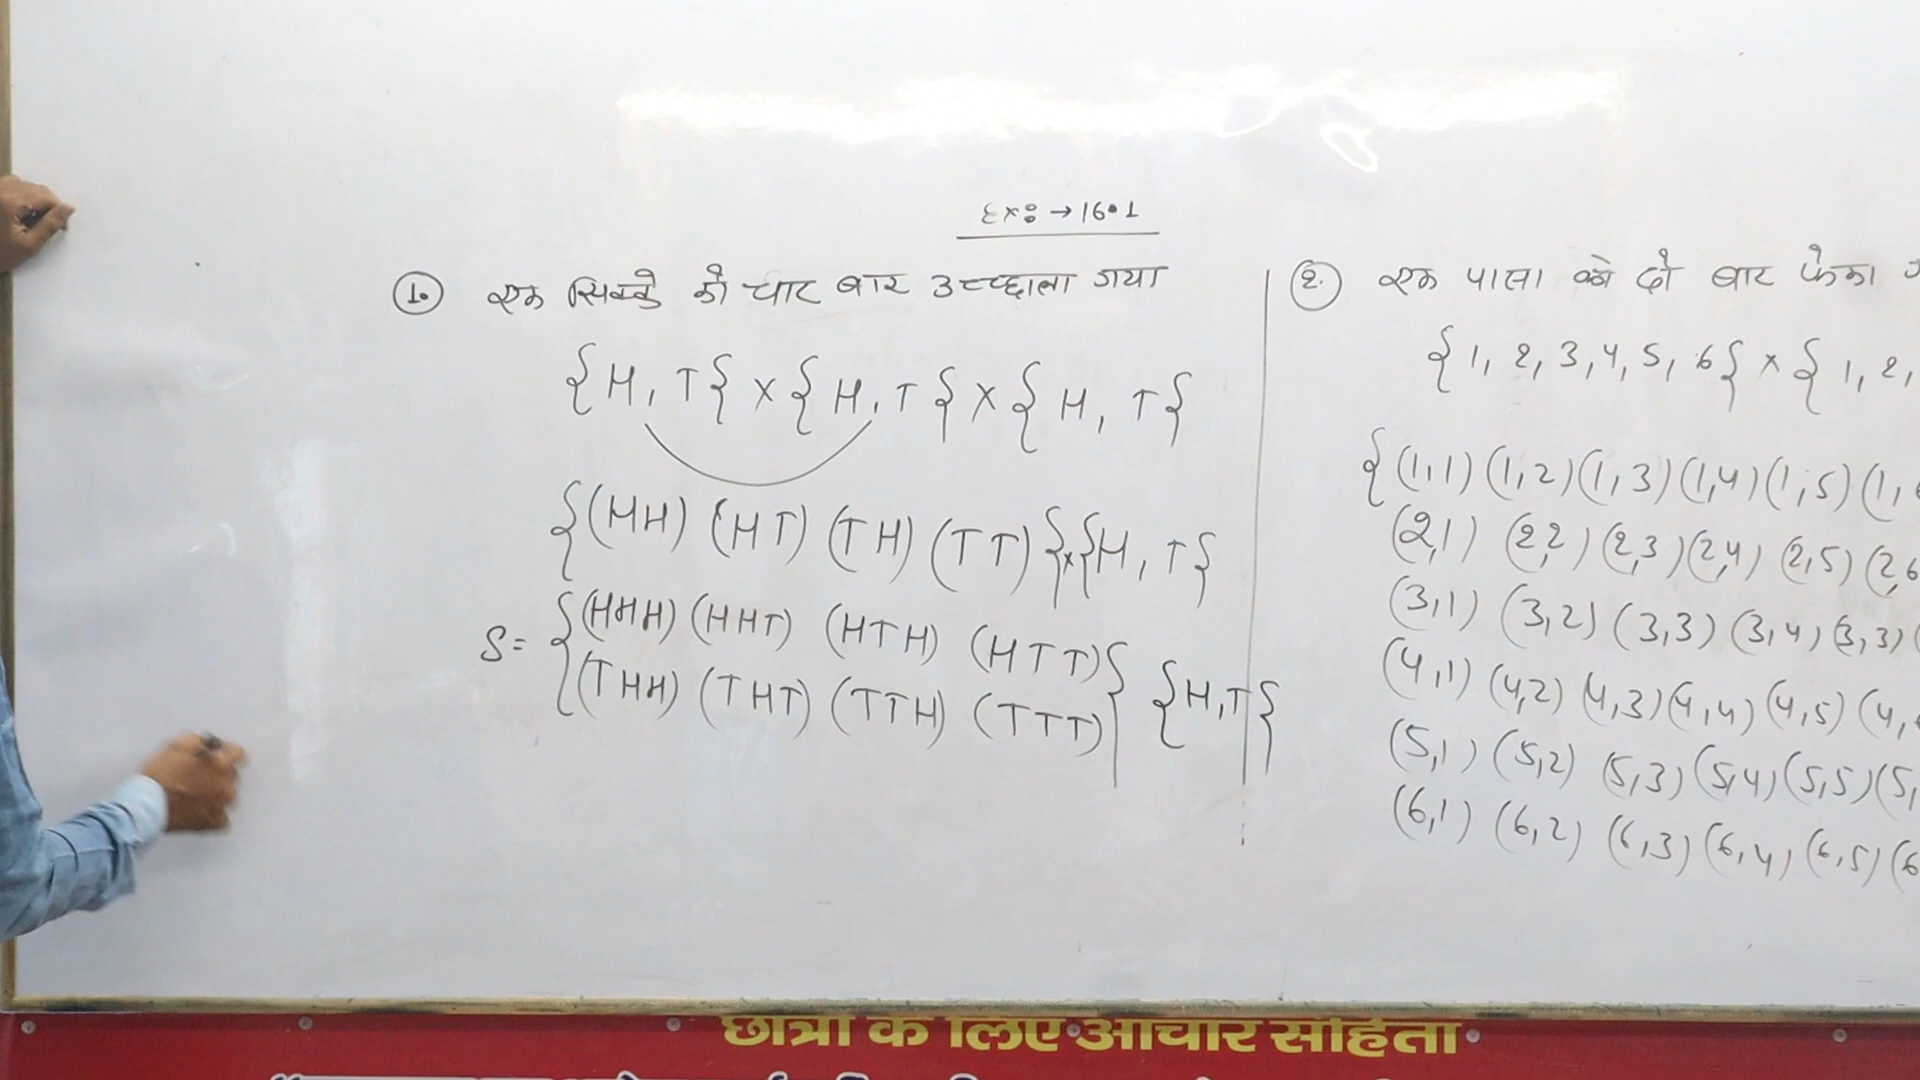 Ex: → 16.1
1. एक सिक्के को चार बार उच्छाला गया
{H, T} × {H, T} × {H, T}
{(HH) (HT) (TH) (TT)} × {H, T}
S = {(HHH) (HHT) (HTH) (HTT)
(THH) (THT) (TTH) (TTT)} {H,T}
2. एक पासा को दो बार फेका
{1, 2, 3, 4, 5, 6} × {1, 2,
{(1,1) (1,2) (1,3) (1,4) (1,5) (1,
(2,1) (2,2) (2,3) (2,4) (2,5) (2,6
(3,1) (3,2) (3,3) (3,4) (3,3) (
(4,1) (4,2) (4,3) (4,4) (4,5) (4,
(5,1) (5,2) (5,3) (5,4) (5,5) (5,
(6,1) (6,2) (6,3) (6,4) (6,5) (6
छात्रों के लिए आचार संहिता